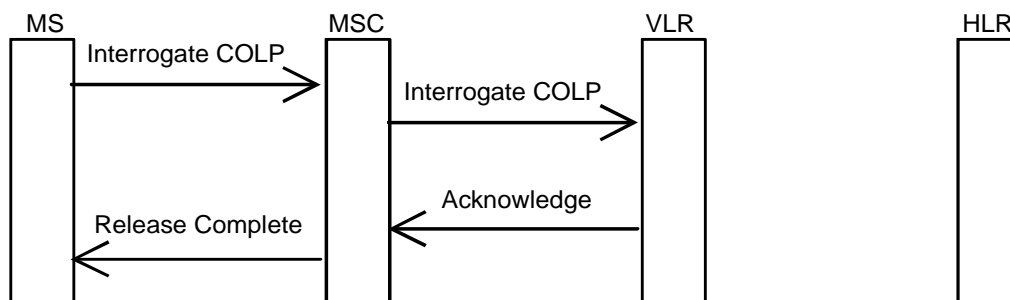 MS MSC VLR HLR
Interrogate COLP
Interrogate COLP
Acknowledge
Release Complete